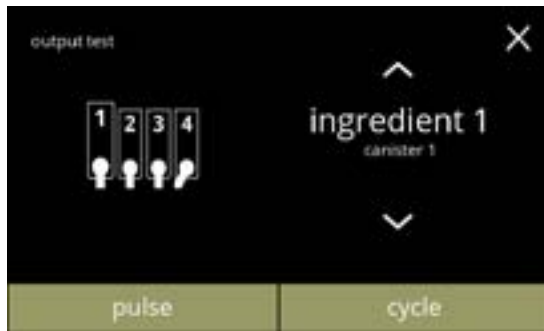 output test
1 2 3 4
ingredient 1
canister 1
pulse
cycle